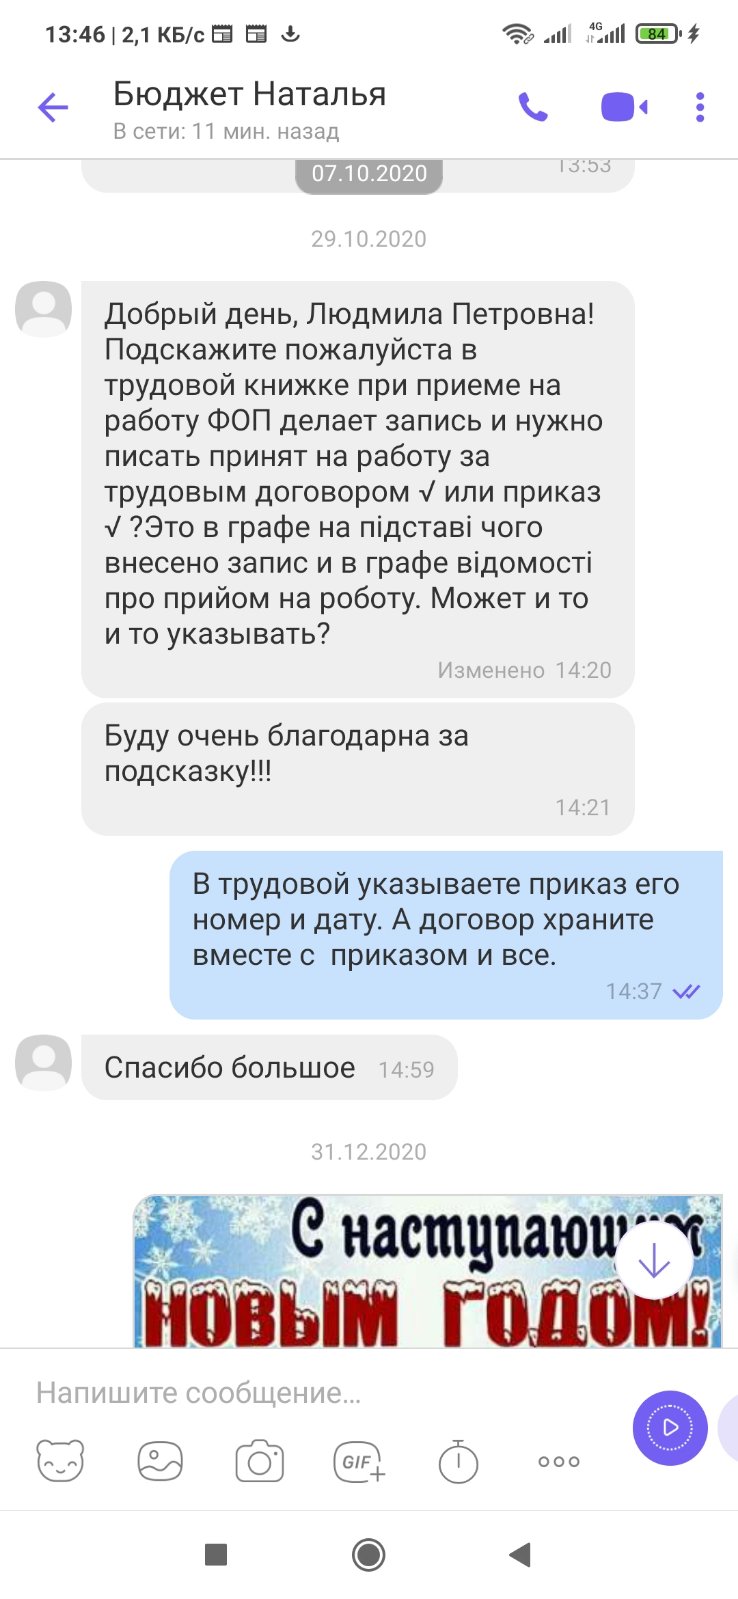 13:46 | 2,1 КБ/с
4G
84
Бюджет Наталья
В сети: 11 мин. назад
07.10.2020
13:53
29.10.2020
Добрый день, Людмила Петровна!
Подскажите пожалуйста в
трудовой книжке при приеме на
работу ФОП делает запись и нужно
писать принят на работу за
трудовым договором √ или приказ
√ ?Это в графе на підставі чого
внесено запис и в графе відомості
про прийом на роботу. Может и то
и то указывать?
Изменено 14:20
Буду очень благодарна за
подсказку!!!
14:21
В трудовой указываете приказ его
номер и дату. А договор храните
вместе с  приказом и все.
14:37
Спасибо большое 14:59
31.12.2020
С наступающим
НОВЫМ ГОДОМ!
Напишите сообщение...
GIF